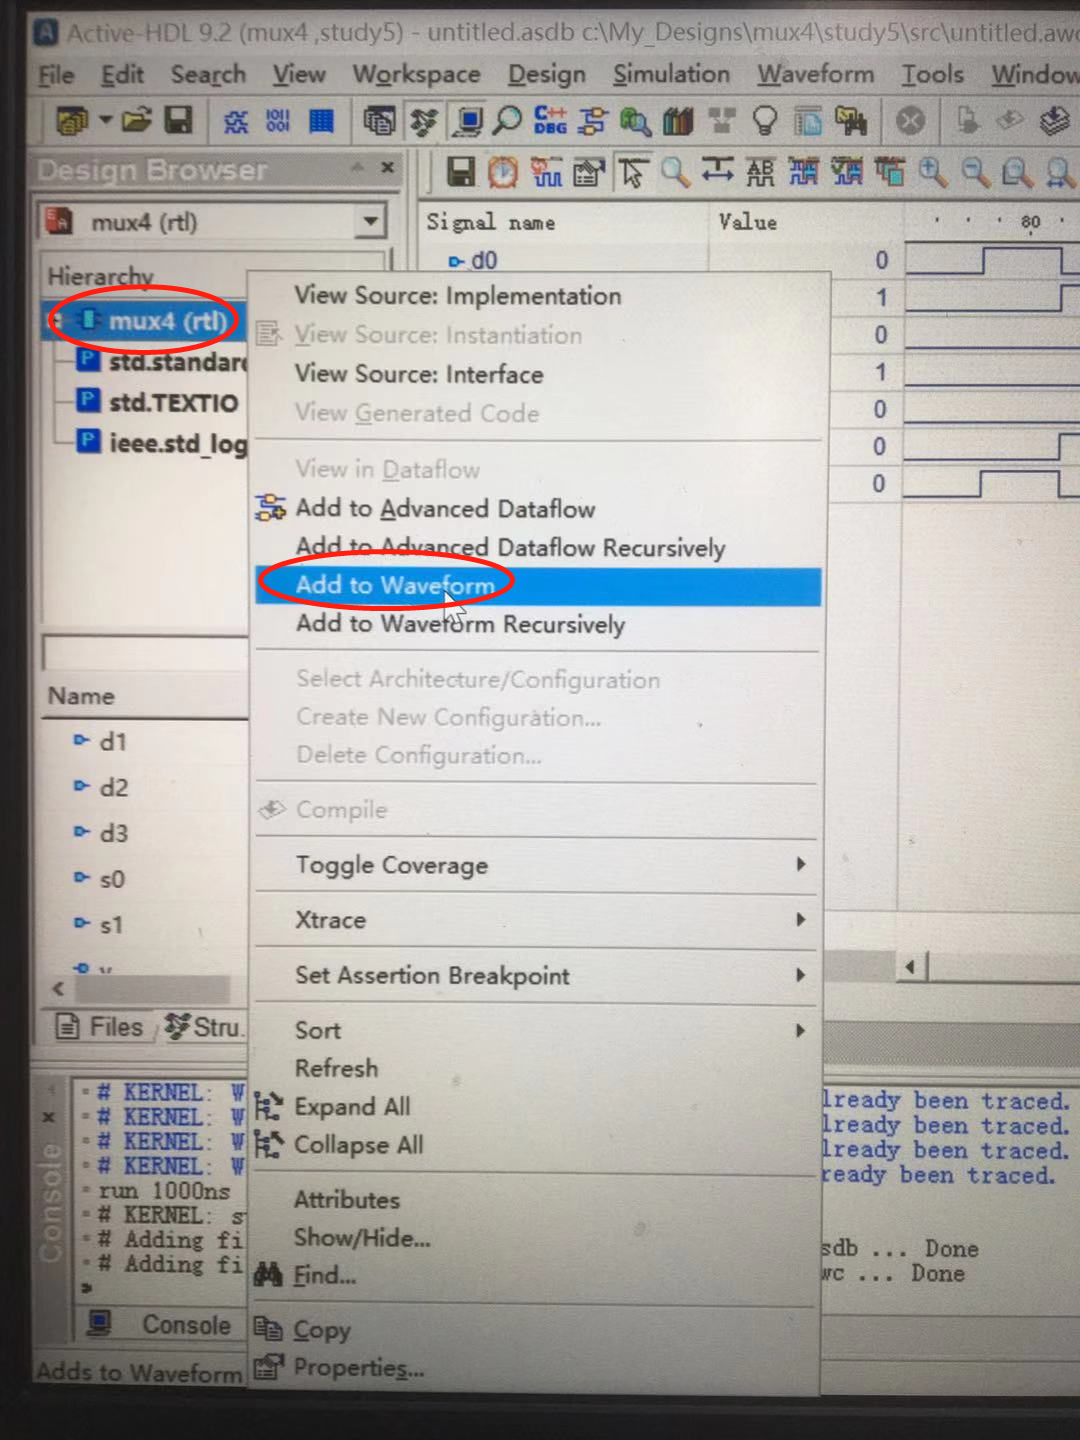 Active-HDL 9.2 (mux4 ,study5) - untitled.asdb c:\My_Designs\mux4\study5\src\untitled.awc
File Edit Search View Workspace Design Simulation Waveform Tools Window
C++
DBG
Design Browser
mux4 (rtl)
Signal name Value 80
Hierarchy
d0 0
1
0
1
0
0
0
mux4 (rtl)
std.standard
std.TEXTIO
ieee.std_log
View Source: Implementation
View Source: Instantiation
View Source: Interface
View Generated Code
View in Dataflow
Add to Advanced Dataflow
Add to Advanced Dataflow Recursively
Add to Waveform
Add to Waveform Recursively
Select Architecture/Configuration
Create New Configuration...
Delete Configuration...
Compile
Toggle Coverage
Xtrace
Set Assertion Breakpoint
Sort
Refresh
Expand All
Collapse All
Attributes
Show/Hide...
Find...
Copy
Properties...
Name
d1
d2
d3
s0
s1
Files Stru...
# KERNEL: W lready been traced.
# KERNEL: W lready been traced.
# KERNEL: W lready been traced.
# KERNEL: W ready been traced.
run 1000ns
# KERNEL: s
# Adding fi sdb ... Done
# Adding fi wc ... Done
Console
Console
Adds to Waveform